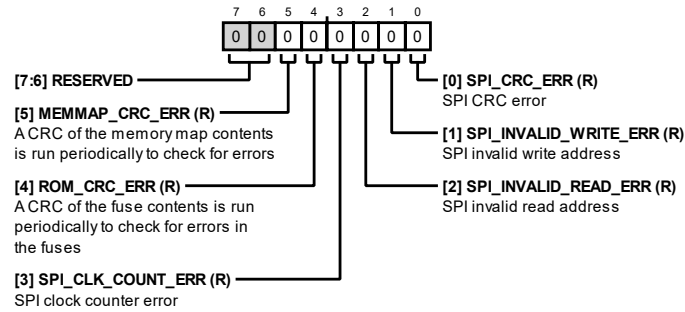 7 6 5 4 3 2 1 0
0 0 0 0 0 0 0 0
[7:6] RESERVED
[5] MEMMAP_CRC_ERR (R)
A CRC of the memory map contents
is run periodically to check for errors
[4] ROM_CRC_ERR (R)
A CRC of the fuse contents is run
periodically to check for errors in
the fuses
[3] SPI_CLK_COUNT_ERR (R)
SPI clock counter error
[0] SPI_CRC_ERR (R)
SPI CRC error
[1] SPI_INVALID_WRITE_ERR (R)
SPI invalid write address
[2] SPI_INVALID_READ_ERR (R)
SPI invalid read address